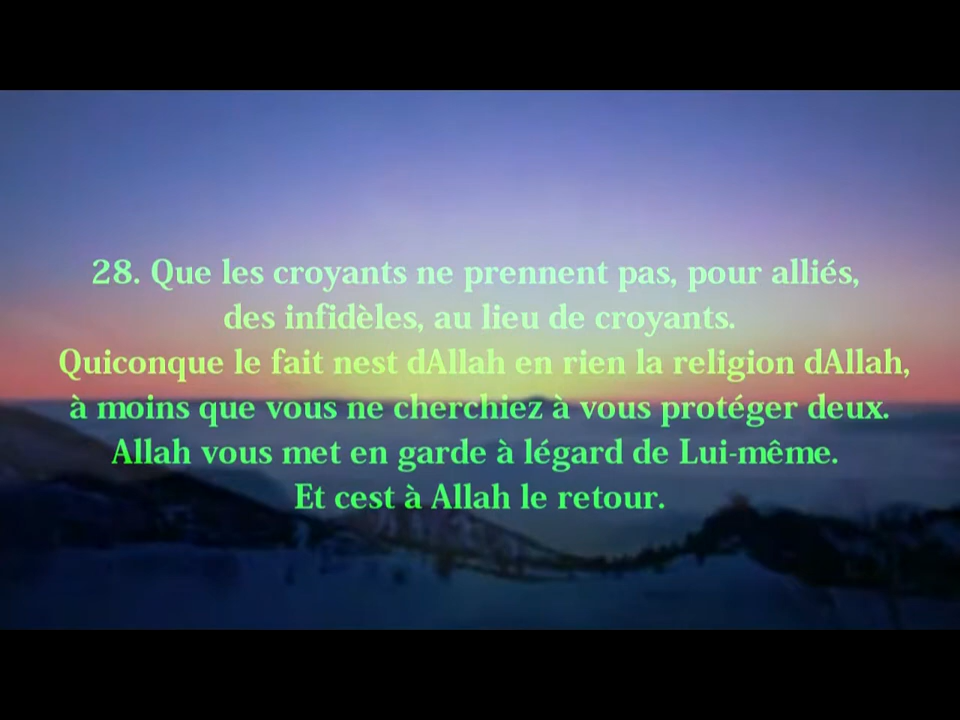 28. Que les croyants ne prennent pas, pour alliés,
des infidèles, au lieu de croyants.
Quiconque le fait nest dAllah en rien la religion dAllah,
à moins que vous ne cherchiez à vous protéger deux.
Allah vous met en garde à légard de Lui-même.
Et cest à Allah le retour.